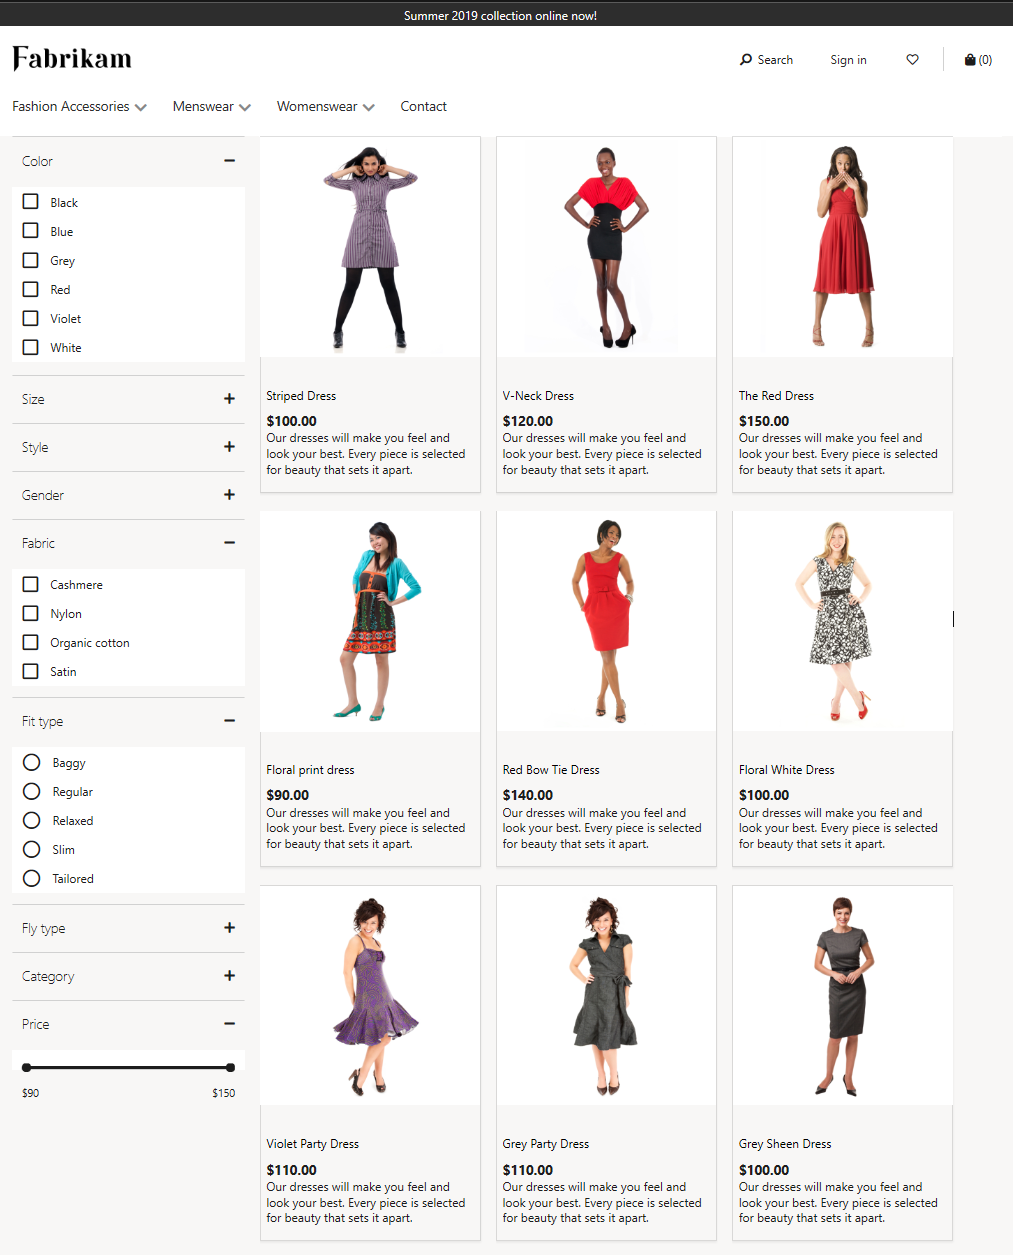 Summer 2019 collection online now!
Fabrikam
Search
Sign in
(0)
Fashion Accessories
Menswear
Womenswear
Contact
Color
Black
Blue
Grey
Red
Violet
White
Size
Style
Gender
Fabric
Cashmere
Nylon
Organic cotton
Satin
Fit type
Baggy
Regular
Relaxed
Slim
Tailored
Fly type
Category
Price
$90
$150
Striped Dress
$100.00
Our dresses will make you feel and
look your best. Every piece is selected
for beauty that sets it apart.
V-Neck Dress
$120.00
Our dresses will make you feel and
look your best. Every piece is selected
for beauty that sets it apart.
The Red Dress
$150.00
Our dresses will make you feel and
look your best. Every piece is selected
for beauty that sets it apart.
Floral print dress
$90.00
Our dresses will make you feel and
look your best. Every piece is selected
for beauty that sets it apart.
Red Bow Tie Dress
$140.00
Our dresses will make you feel and
look your best. Every piece is selected
for beauty that sets it apart.
Floral White Dress
$100.00
Our dresses will make you feel and
look your best. Every piece is selected
for beauty that sets it apart.
Violet Party Dress
$110.00
Our dresses will make you feel and
look your best. Every piece is selected
for beauty that sets it apart.
Grey Party Dress
$110.00
Our dresses will make you feel and
look your best. Every piece is selected
for beauty that sets it apart.
Grey Sheen Dress
$100.00
Our dresses will make you feel and
look your best. Every piece is selected
for beauty that sets it apart.